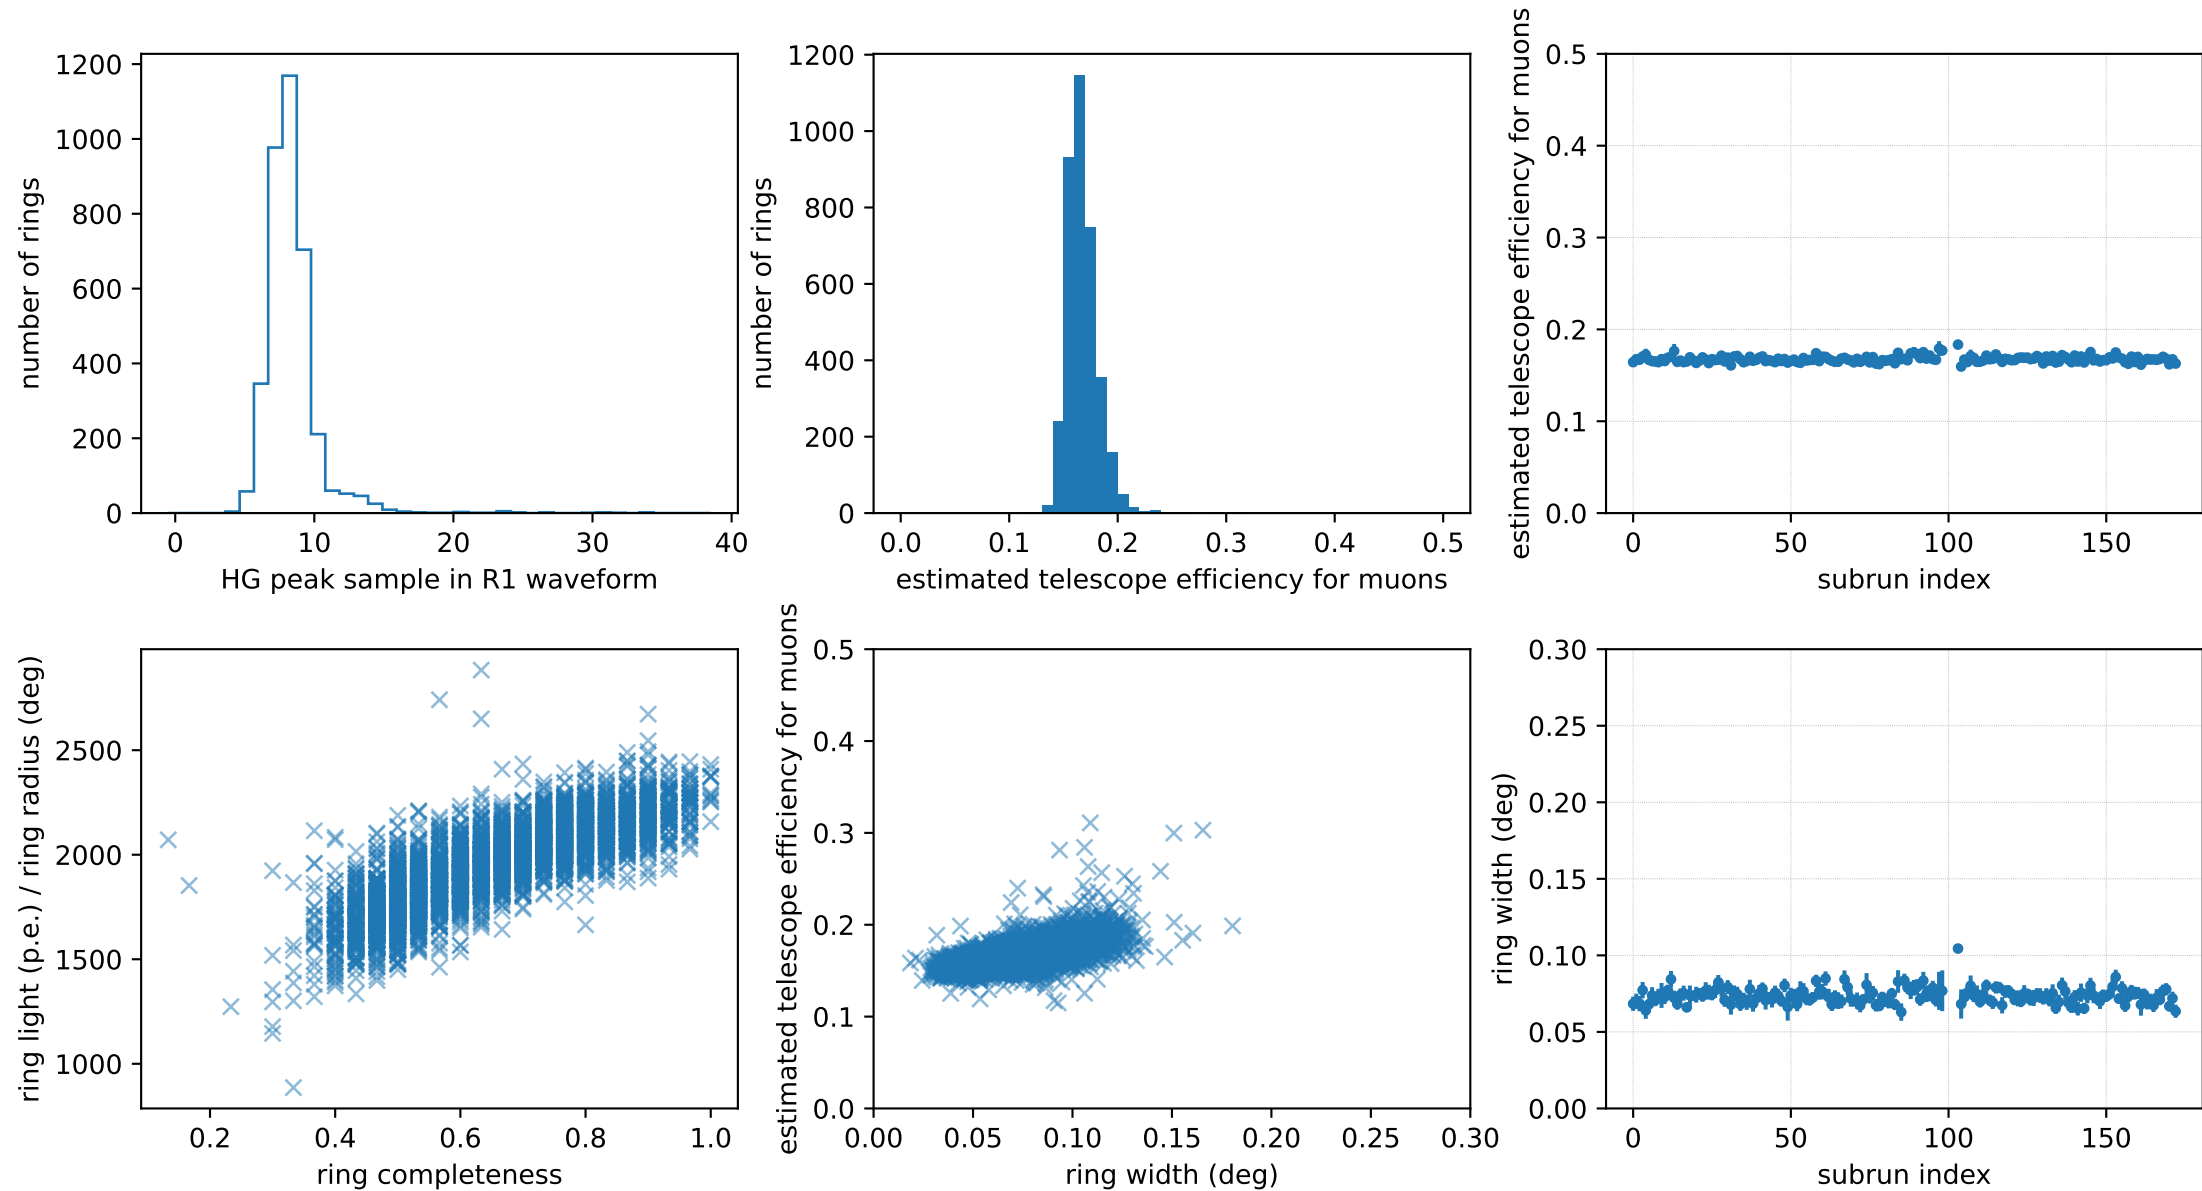 1200
1000
800
600
400
200
0
number of rings
0 10 20 30 40
HG peak sample in R1 waveform
1200
1000
800
600
400
200
0
number of rings
0.0 0.1 0.2 0.3 0.4 0.5
estimated telescope efficiency for muons
0.5
0.4
0.3
0.2
0.1
0.0
estimated telescope efficiency for muons
0 50 100 150
subrun index
2500
2000
1500
1000
ring light (p.e.) / ring radius (deg)
0.2 0.4 0.6 0.8 1.0
ring completeness
0.5
0.4
0.3
0.2
0.1
0.0
estimated telescope efficiency for muons
0.00 0.05 0.10 0.15 0.20 0.25 0.30
ring width (deg)
0.30
0.25
0.20
0.15
0.10
0.05
0.00
ring width (deg)
0 50 100 150
subrun index